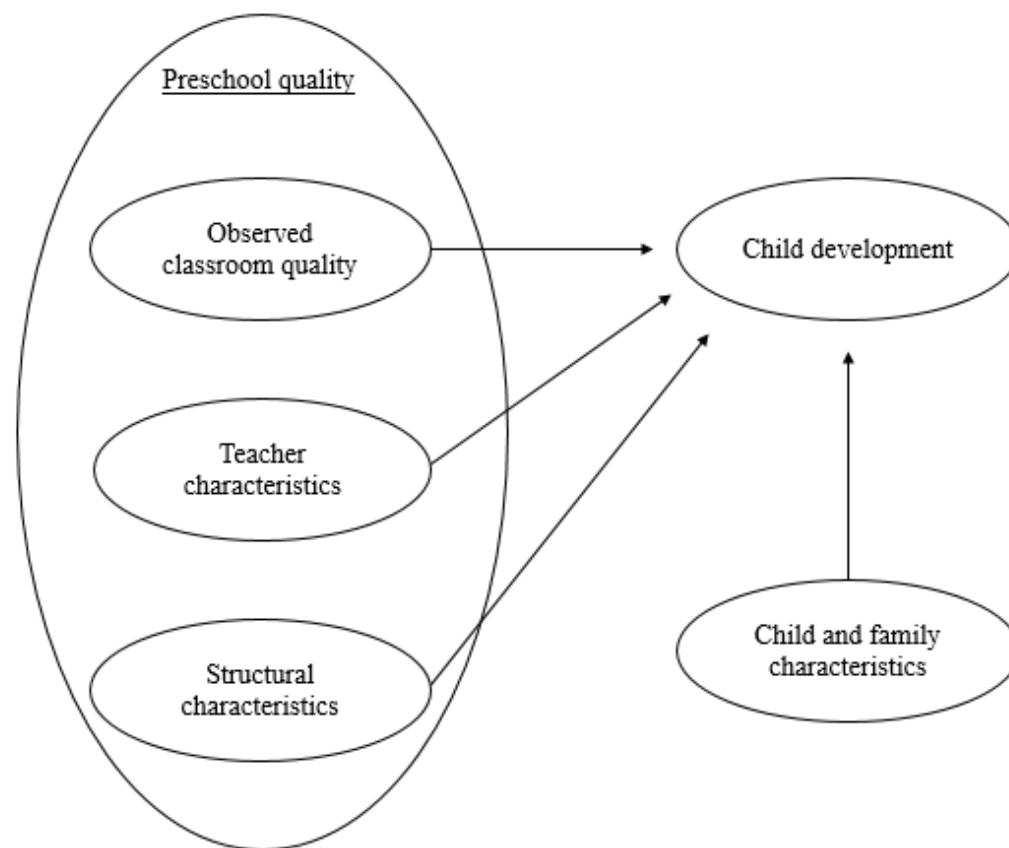 Preschool quality
Observed
classroom quality
Child development
Teacher
characteristics
Structural
characteristics
Child and family
characteristics